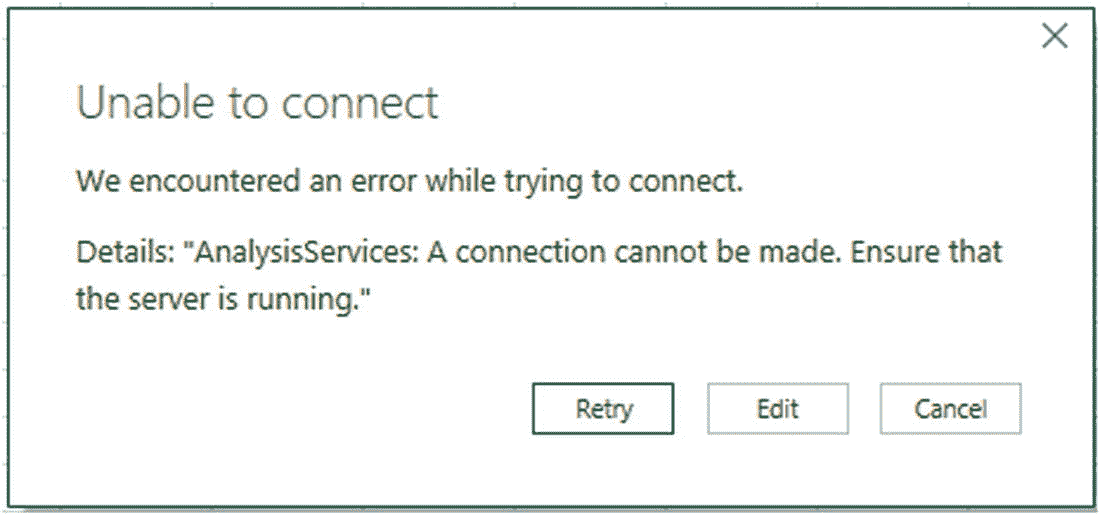 Unable to connect
We encountered an error while trying to connect.
Details: "AnalysisServices: A connection cannot be made. Ensure that
the server is running."
Retry Edit Cancel